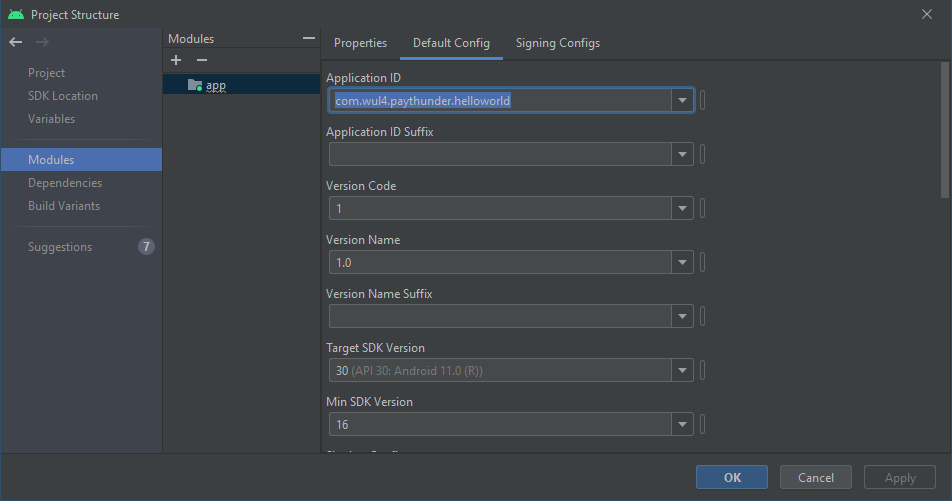 Project Structure
Project
SDK Location
Variables
Modules
Dependencies
Build Variants
Suggestions 7
Modules
app
Properties Default Config Signing Configs
Application ID
com.wul4.paythunder.helloworld
Application ID Suffix
Version Code
1
Version Name
1.0
Version Name Suffix
Target SDK Version
30 (API 30: Android 11.0 (R))
Min SDK Version
16
OK Cancel Apply